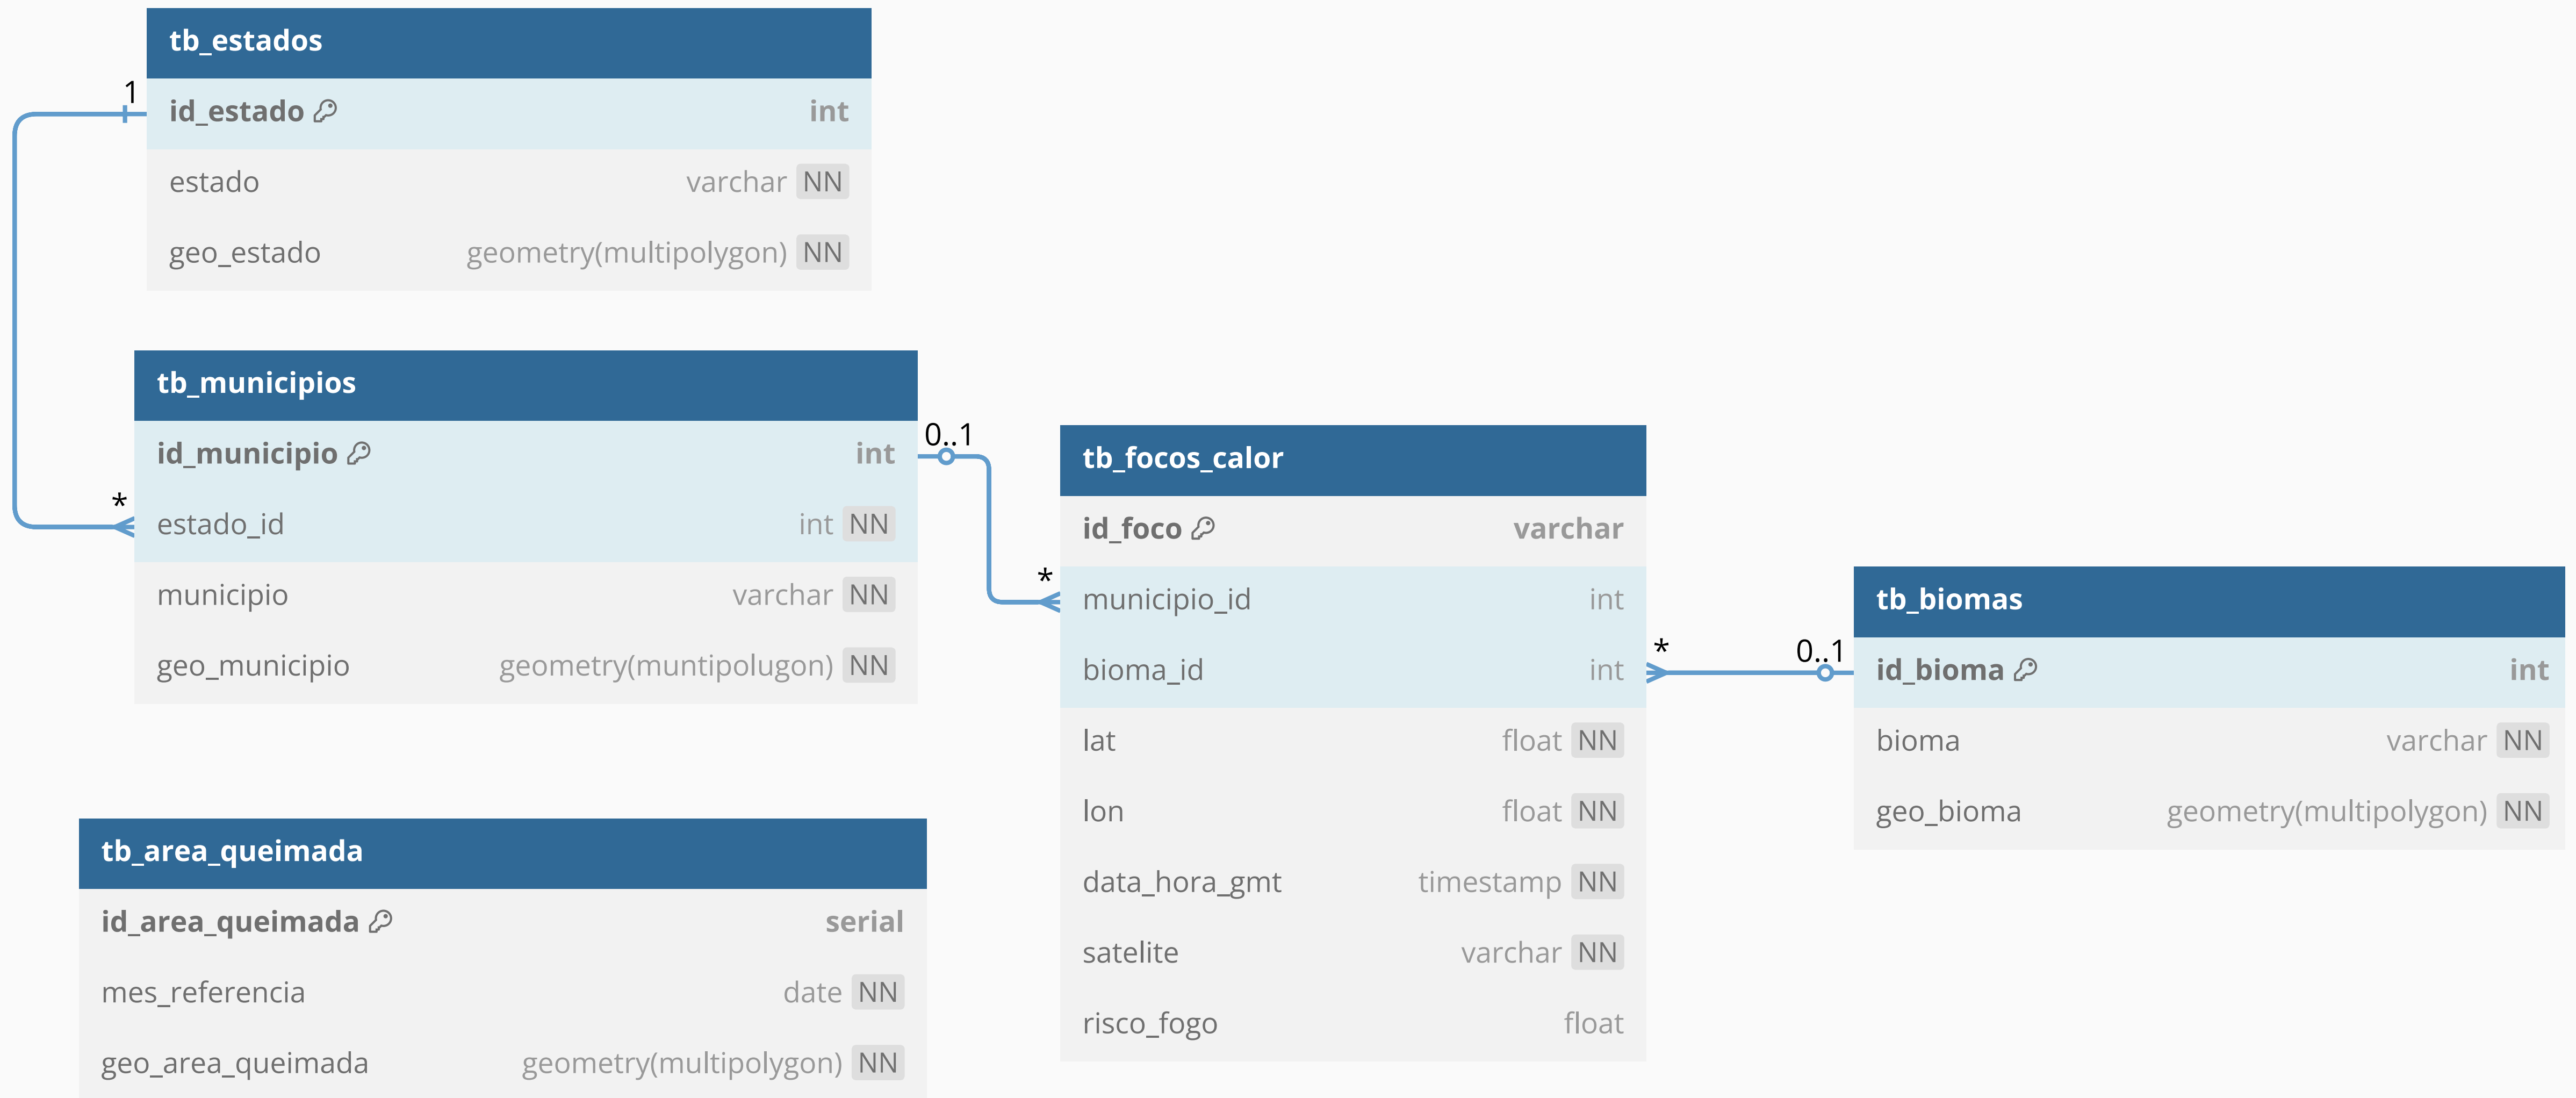 tb_estados
1
id_estado int
estado varchar NN
geo_estado geometry(multipolygon) NN
tb_municipios
id_municipio int
* estado_id int NN
municipio varchar NN
geo_municipio geometry(muntipolugon) NN
0..1
*
tb_focos_calor
id_foco varchar
municipio_id int
bioma_id int
lat float NN
lon float NN
data_hora_gmt timestamp NN
satelite varchar NN
risco_fogo float
*
0..1
tb_biomas
id_bioma int
bioma varchar NN
geo_bioma geometry(multipolygon) NN
tb_area_queimada
id_area_queimada serial
mes_referencia date NN
geo_area_queimada geometry(multipolygon) NN